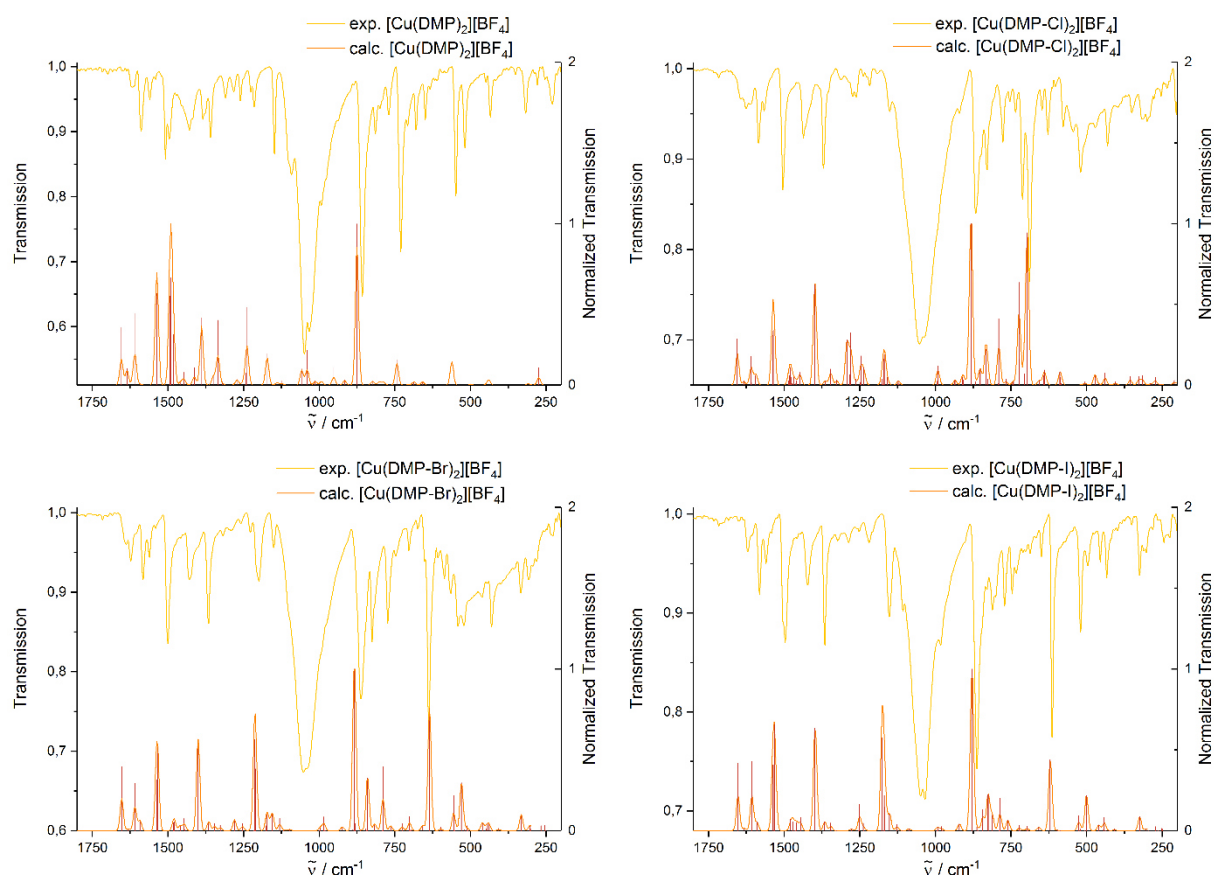 exp. [Cu(DMP)₂][BF₄]
calc. [Cu(DMP)₂][BF₄]
1,0
0,9
0,8
0,7
0,6
Transmission
2
1
0
Normalized Transmission
1750 1500 1250 1000 750 500 250
ṽ / cm⁻¹
exp. [Cu(DMP-Cl)₂][BF₄]
calc. [Cu(DMP-Cl)₂][BF₄]
1,0
0,9
0,8
0,7
Transmission
2
1
0
Normalized Transmission
1750 1500 1250 1000 750 500 250
ṽ / cm⁻¹
exp. [Cu(DMP-Br)₂][BF₄]
calc. [Cu(DMP-Br)₂][BF₄]
1,0
0,9
0,8
0,7
0,6
Transmission
2
1
0
Normalized Transmission
1750 1500 1250 1000 750 500 250
ṽ / cm⁻¹
exp. [Cu(DMP-I)₂][BF₄]
calc. [Cu(DMP-I)₂][BF₄]
1,0
0,9
0,8
0,7
Transmission
2
1
0
Normalized Transmission
1750 1500 1250 1000 750 500 250
ṽ / cm⁻¹